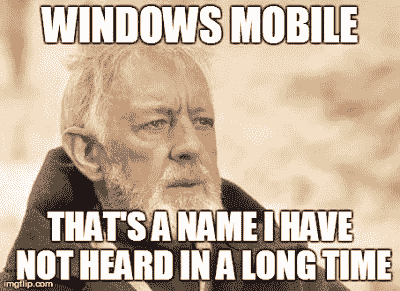 WINDOWS MOBILE
THAT'S A NAME I HAVE
NOT HEARD IN A LONG TIME
imgflip.com